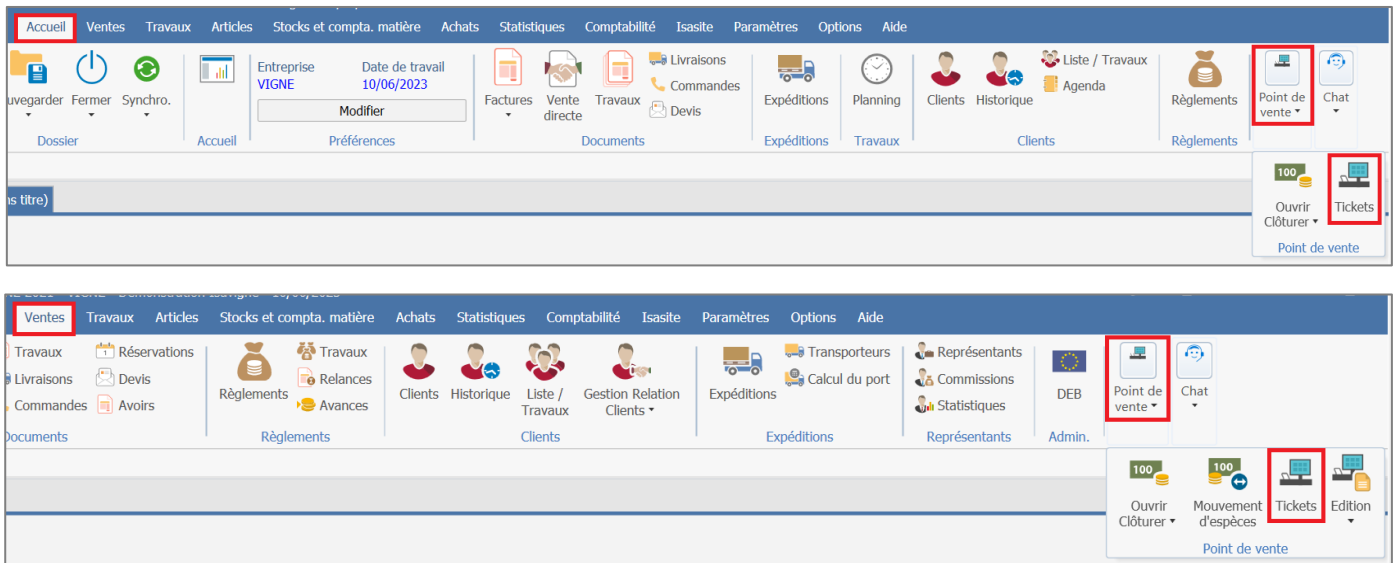 Accueil Ventes Travaux Articles Stocks et compta. matière Achats Statistiques Comptabilité Isasite Paramètres Options Aide
Entreprise Date de travail Livraisons Liste / Travaux
VIGNE 10/06/2023 Commandes Agenda
uvegarder Fermer Synchro. Modifier Factures Vente directe Travaux Devis Expéditions Planning Clients Historique Règlements Point de vente Chat
Dossier Accueil Préférences Documents Expéditions Travaux Clients Règlements
100
ns titre)
Ouvrir Tickets
Clôturer
Point de vente
Ventes Travaux Articles Stocks et compta. matière Achats Statistiques Comptabilité Isasite Paramètres Options Aide
Travaux 1 Réservations Travaux Transporteurs Représentants
Livraisons Devis Règlements Relances Clients Historique Liste / Travaux Gestion Relation Clients Expéditions Calcul du port Commissions DEB Point de vente Chat
Commandes Avoirs Avances Statistiques
Documents Règlements Clients Expéditions Représentants Admin.
100 100
Ouvrir Mouvement Tickets Edition
Clôturer d'espèces
Point de vente